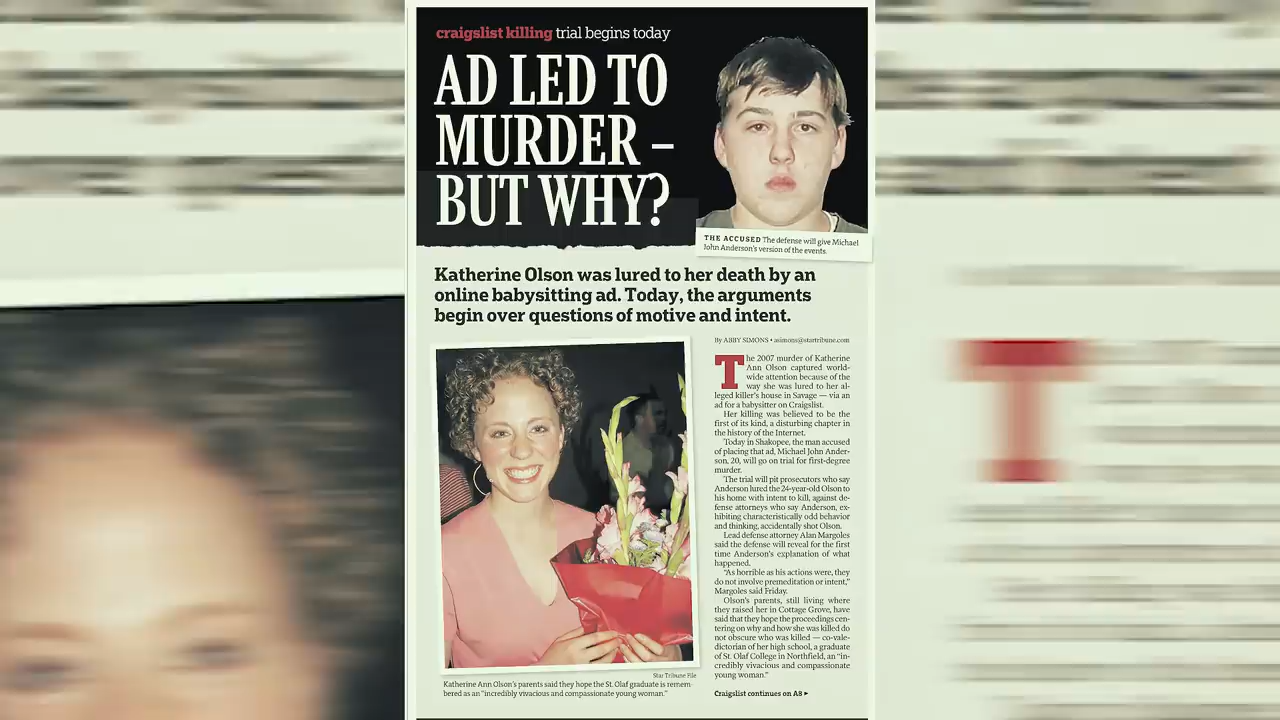 craigslist killing trial begins today
AD LED TO
MURDER –
BUT WHY?
THE ACCUSED The defense will give Michael
John Anderson's version of the events.
Katherine Olson was lured to her death by an
online babysitting ad. Today, the arguments
begin over questions of motive and intent.
By ABBY SIMONS • asimons@startribune.com
The 2007 murder of Katherine
Ann Olson captured world-
wide attention because of the
way she was lured to her al-
leged killer's house in Savage — via an
ad for a babysitter on Craigslist.
Her killing was believed to be the
first of its kind, a disturbing chapter in
the history of the Internet.
Today in Shakopee, the man accused
of placing that ad, Michael John Ander-
son, 20, will go on trial for first-degree
murder.
The trial will pit prosecutors who say
Anderson lured the 24-year-old Olson to
his home with intent to kill, against de-
fense attorneys who say Anderson, ex-
hibiting characteristically odd behavior
and thinking, accidentally shot Olson.
Lead defense attorney Alan Margoles
said the defense will reveal for the first
time Anderson's explanation of what
happened.
"As horrible as his actions were, they
do not involve premeditation or intent,"
Margoles said Friday.
Olson's parents, still living where
they raised her in Cottage Grove, have
said that they hope the proceedings cen-
tering on why and how she was killed do
not obscure who was killed — co-vale-
dictorian of her high school, a graduate
of St. Olaf College in Northfield, an "in-
credibly vivacious and compassionate
young woman."
Craigslist continues on A8 ►
Star Tribune File
Katherine Ann Olson's parents said they hope the St. Olaf graduate is remem-
bered as an "incredibly vivacious and compassionate young woman."
T